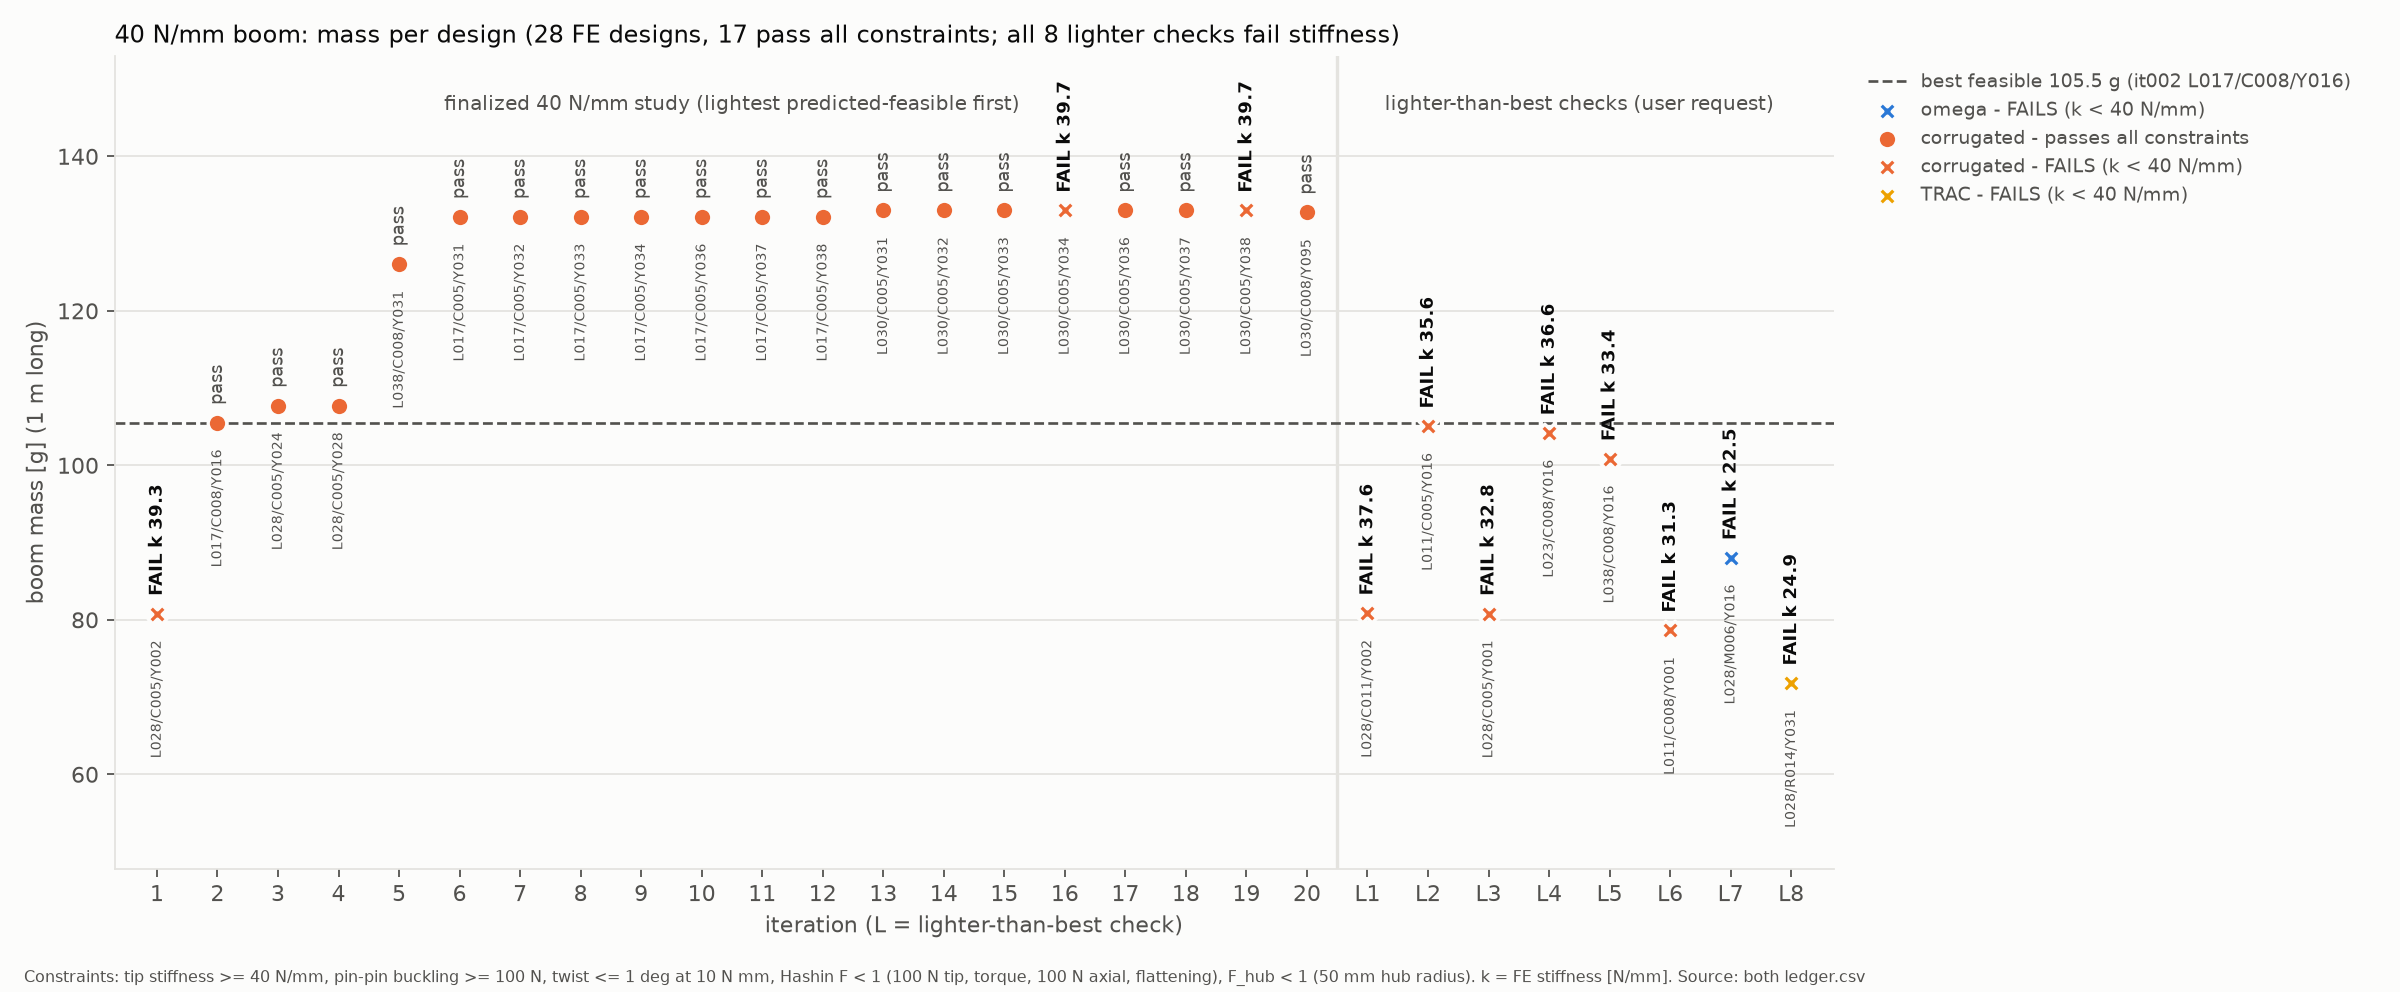 40 N/mm boom: mass per design (28 FE designs, 17 pass all constraints; all 8 lighter checks fail stiffness)
finalized 40 N/mm study (lightest predicted-feasible first)
lighter-than-best checks (user request)
best feasible 105.5 g (it002 L017/C008/Y016)
omega - FAILS (k < 40 N/mm)
corrugated - passes all constraints
corrugated - FAILS (k < 40 N/mm)
TRAC - FAILS (k < 40 N/mm)
boom mass [g] (1 m long)
140
120
100
80
60
FAIL k 39.3
L028/C005/Y002
pass
L017/C008/Y016
pass
L028/C005/Y024
pass
L028/C005/Y028
pass
L038/C008/Y031
pass
L017/C005/Y031
pass
L017/C005/Y032
pass
L017/C005/Y033
pass
L017/C005/Y034
pass
L017/C005/Y036
pass
L017/C005/Y037
pass
L017/C005/Y038
pass
L030/C005/Y031
pass
L030/C005/Y032
pass
L030/C005/Y033
FAIL k 39.7
L030/C005/Y034
pass
L030/C005/Y036
pass
L030/C005/Y037
FAIL k 39.7
L030/C005/Y038
pass
L030/C008/Y095
FAIL k 37.6
L028/C011/Y002
FAIL k 35.6
L011/C005/Y016
FAIL k 32.8
L028/C005/Y001
FAIL k 36.6
L023/C008/Y016
FAIL k 33.4
L038/C008/Y016
FAIL k 31.3
L011/C008/Y001
FAIL k 22.5
L028/M006/Y016
FAIL k 24.9
L028/R014/Y031
1 2 3 4 5 6 7 8 9 10 11 12 13 14 15 16 17 18 19 20 L1 L2 L3 L4 L5 L6 L7 L8
iteration (L = lighter-than-best check)
Constraints: tip stiffness >= 40 N/mm, pin-pin buckling >= 100 N, twist <= 1 deg at 10 N mm, Hashin F < 1 (100 N tip, torque, 100 N axial, flattening), F_hub < 1 (50 mm hub radius). k = FE stiffness [N/mm]. Source: both ledger.csv